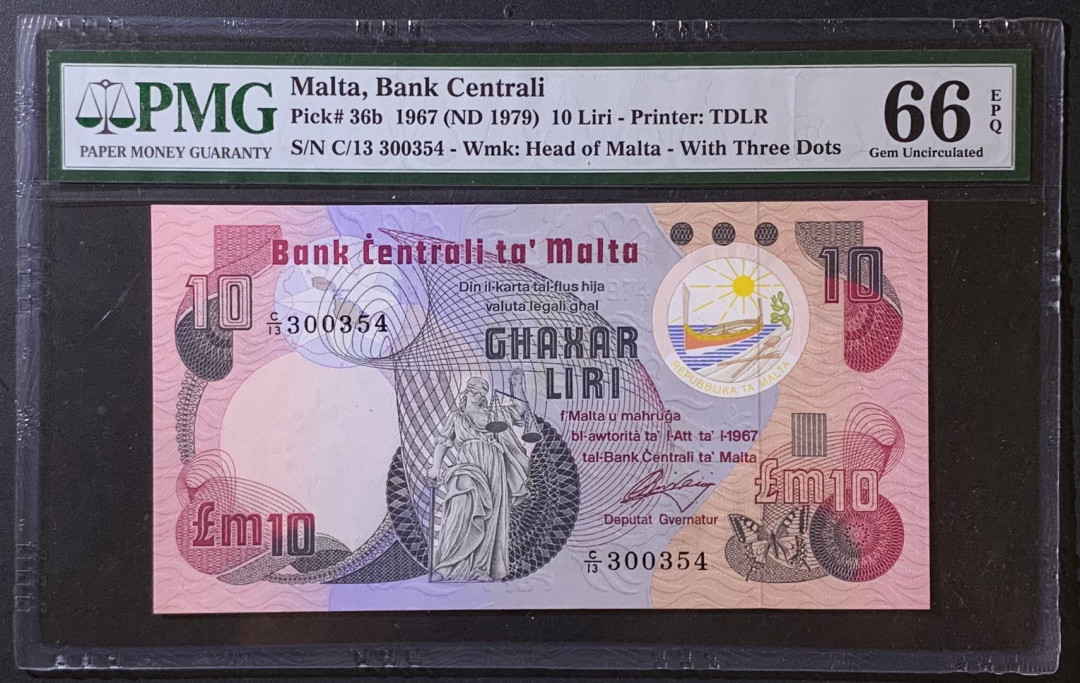 PMG
PAPER MONEY GUARANTY
Malta, Bank Centrali
Pick# 36b 1967 (ND 1979) 10 Liri - Printer: TDLR
S/N C/13 300354 - Wmk: Head of Malta - With Three Dots
66
EPQ
Gem Uncirculated
Bank Ċentrali ta' Malta
10
10
Din il-karta tal-flus hija
valuta legali għal
C/13 300354
GĦAXAR
LIRI
REPUBBLIKA TA' MALTA
f'Malta u maħruġa
bl-awtorità ta' l-Att ta' l-1967
tal-Bank Ċentrali ta' Malta
£m10
£m10
Deputat Gvernatur
C/13 300354